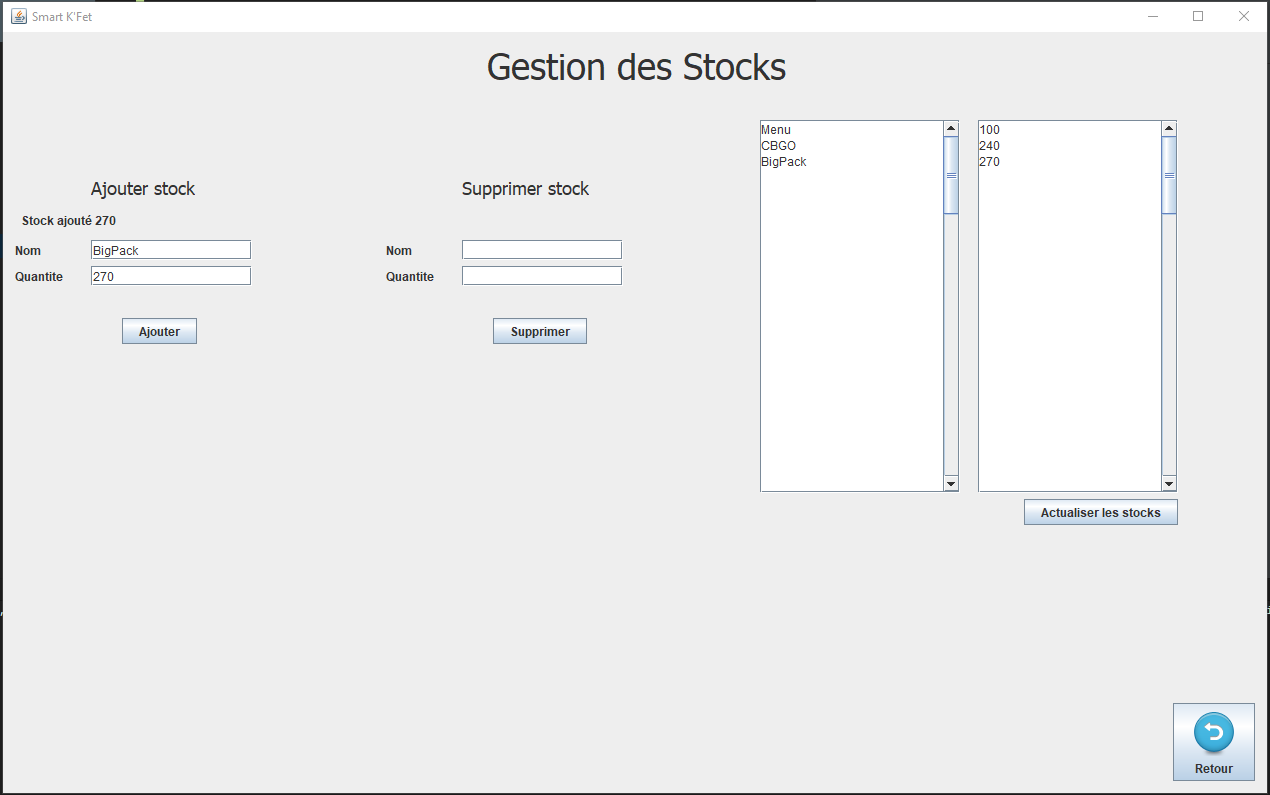 Smart K'Fet
Gestion des Stocks
Ajouter stock
Stock ajouté 270
Nom BigPack
Quantite 270
Ajouter
Supprimer stock
Nom
Quantite
Supprimer
Menu 100
CBGO 240
BigPack 270
Actualiser les stocks
Retour